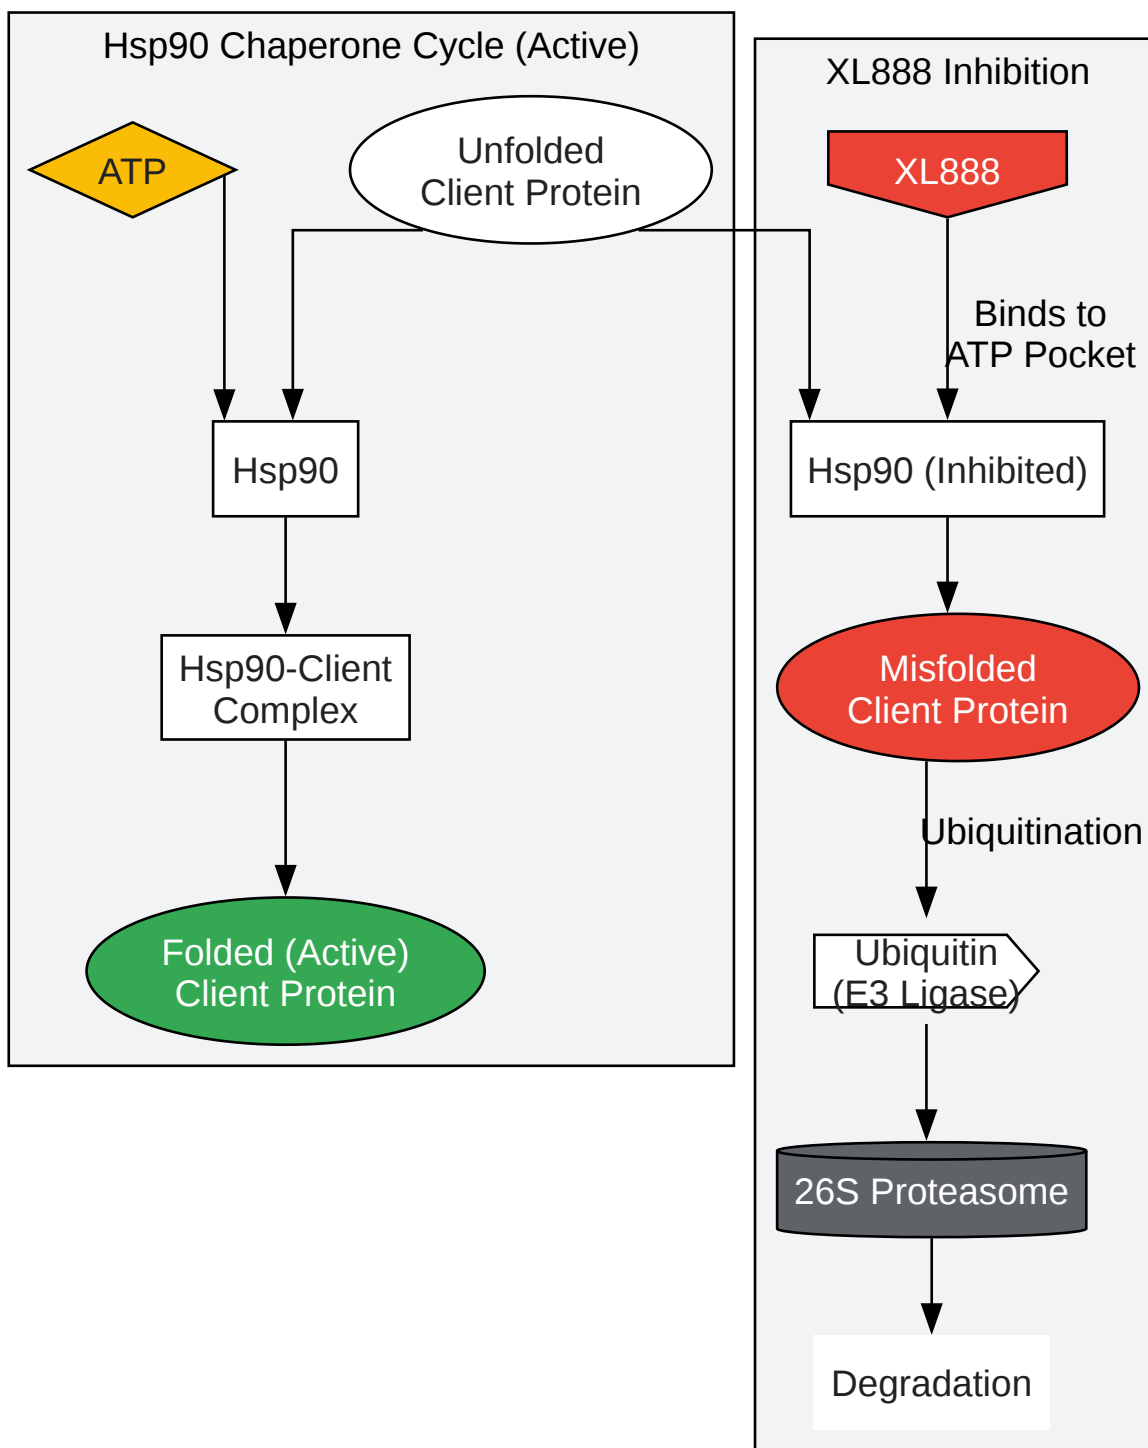 Hsp90 Chaperone Cycle (Active)
ATP
Unfolded
Client Protein
Hsp90
Hsp90-Client
Complex
Folded (Active)
Client Protein
XL888 Inhibition
XL888
Binds to
ATP Pocket
Hsp90 (Inhibited)
Misfolded
Client Protein
Ubiquitination
Ubiquitin
(E3 Ligase)
26S Proteasome
Degradation